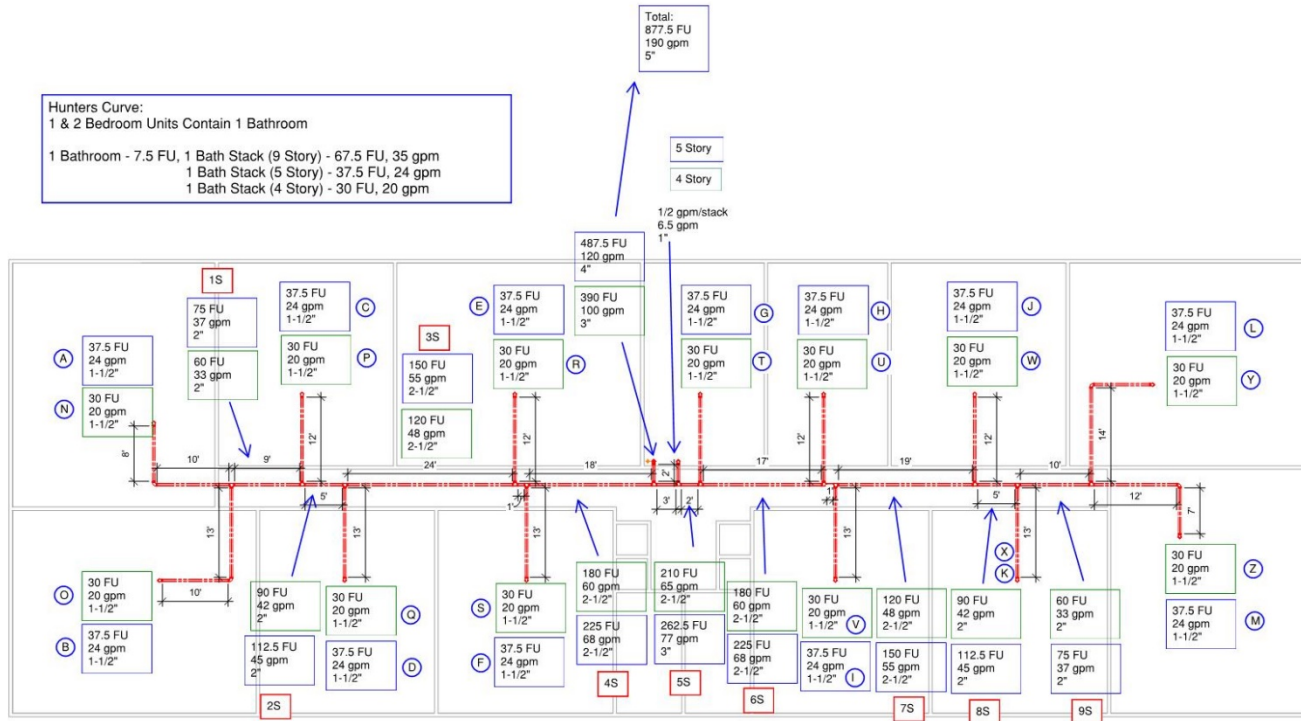 Total:
877.5 FU
190 gpm
5"
Hunters Curve:
1 & 2 Bedroom Units Contain 1 Bathroom
1 Bathroom - 7.5 FU, 1 Bath Stack (9 Story) - 67.5 FU, 35 gpm
1 Bath Stack (5 Story) - 37.5 FU, 24 gpm
1 Bath Stack (4 Story) - 30 FU, 20 gpm
5 Story
4 Story
1/2 gpm/stack
6.5 gpm
1"
487.5 FU
120 gpm
4"
390 FU
100 gpm
3"
1S
75 FU
37 gpm
2"
60 FU
33 gpm
2"
A
37.5 FU
24 gpm
1-1/2"
N
30 FU
20 gpm
1-1/2"
37.5 FU
24 gpm
1-1/2"
C
30 FU
20 gpm
1-1/2"
P
3S
150 FU
55 gpm
2-1/2"
120 FU
48 gpm
2-1/2"
E
37.5 FU
24 gpm
1-1/2"
30 FU
20 gpm
1-1/2"
R
37.5 FU
24 gpm
1-1/2"
G
30 FU
20 gpm
1-1/2"
T
37.5 FU
24 gpm
1-1/2"
H
30 FU
20 gpm
1-1/2"
U
37.5 FU
24 gpm
1-1/2"
J
30 FU
20 gpm
1-1/2"
W
37.5 FU
24 gpm
1-1/2"
L
30 FU
20 gpm
1-1/2"
Y
8'
10'
9'
12'
24'
12'
18'
2'
12'
17'
12'
19'
12'
10'
14'
13'
5'
13'
1'
13'
3'
2'
1'
13'
5'
13'
12'
7'
10'
O
30 FU
20 gpm
1-1/2"
B
37.5 FU
24 gpm
1-1/2"
90 FU
42 gpm
2"
112.5 FU
45 gpm
2"
2S
30 FU
20 gpm
1-1/2"
Q
37.5 FU
24 gpm
1-1/2"
D
S
30 FU
20 gpm
1-1/2"
F
37.5 FU
24 gpm
1-1/2"
180 FU
60 gpm
2-1/2"
225 FU
68 gpm
2-1/2"
4S
210 FU
65 gpm
2-1/2"
262.5 FU
77 gpm
3"
5S
180 FU
60 gpm
2-1/2"
225 FU
68 gpm
2-1/2"
6S
30 FU
20 gpm
1-1/2"
V
37.5 FU
24 gpm
1-1/2"
I
120 FU
48 gpm
2-1/2"
150 FU
55 gpm
2-1/2"
7S
X
K
90 FU
42 gpm
2"
112.5 FU
45 gpm
2"
8S
60 FU
33 gpm
2"
75 FU
37 gpm
2"
9S
30 FU
20 gpm
1-1/2"
Z
37.5 FU
24 gpm
1-1/2"
M